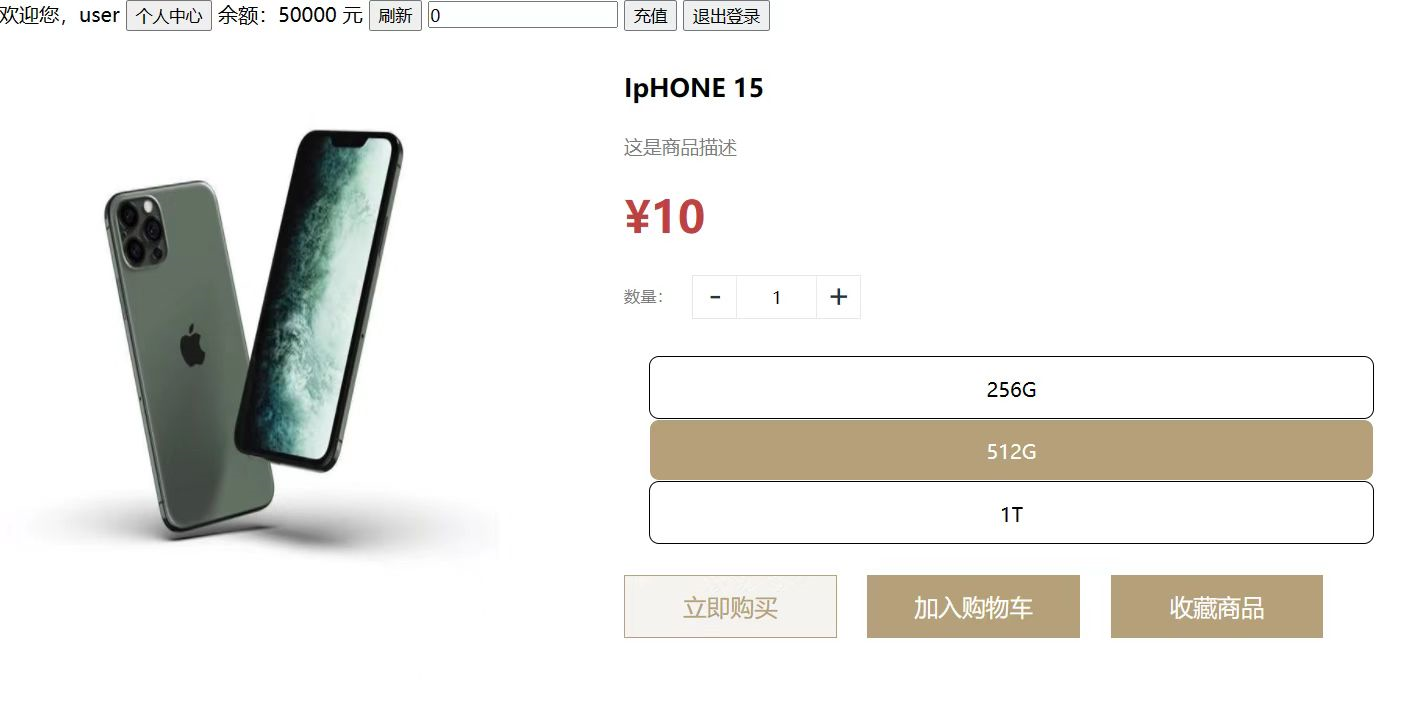 欢迎您，user 个人中心 余额：50000 元 刷新 0 充值 退出登录
IpHONE 15
这是商品描述
¥10
数量： - 1 +
256G
512G
1T
立即购买 加入购物车 收藏商品